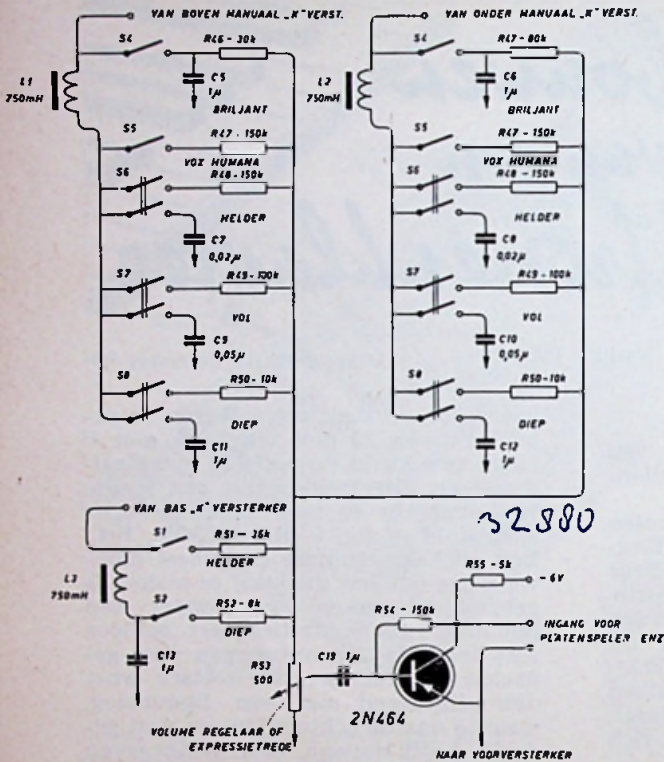 VAN BOVEN MANUAAL „K" VERST.
S4
R46 - 30k
L1
750mH
C5
1µ
BRILJANT
S5
R47 - 150k
VOX HUMANA
S6
R48 - 150k
HELDER
C7
0,02µ
S7
R49 - 100k
VOL
C9
0,05µ
S8
R50 - 10k
DIEP
C11
1µ
VAN ONDER MANUAAL „K" VERST.
S4
R47 - 80k
L2
750mH
C6
1µ
BRILJANT
S5
R47 - 150k
VOX HUMANA
S6
R48 - 150k
HELDER
C8
0,02µ
S7
R49 - 100k
VOL
C10
0,05µ
S8
R50 - 10k
DIEP
C12
1µ
32880
VAN BAS „K" VERSTERKER
S1
R51 - 36k
HELDER
L3
750mH
S2
R52 - 8k
DIEP
C13
1µ
R53
500
C19 1µ
R54 - 150k
R55 - 5k
- 6V
INGANG VOOR
PLATENSPELER ENZ
2N464
VOLUME REGELAAR OF
EXPRESSIETREDE
NAAR VOORVERSTERKER